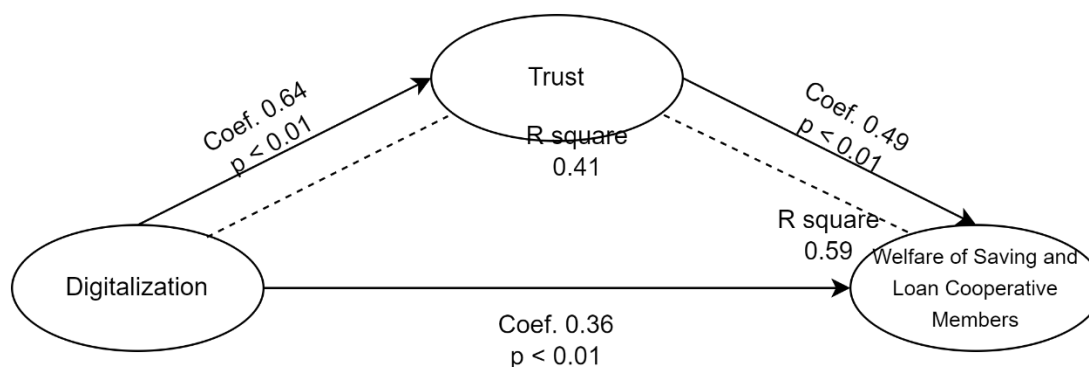 Trust
Coef. 0.64
p < 0.01
Coef. 0.49
p < 0.01
R square
0.41
R square
0.59
Digitalization
Welfare of Saving and
Loan Cooperative
Members
Coef. 0.36
p < 0.01